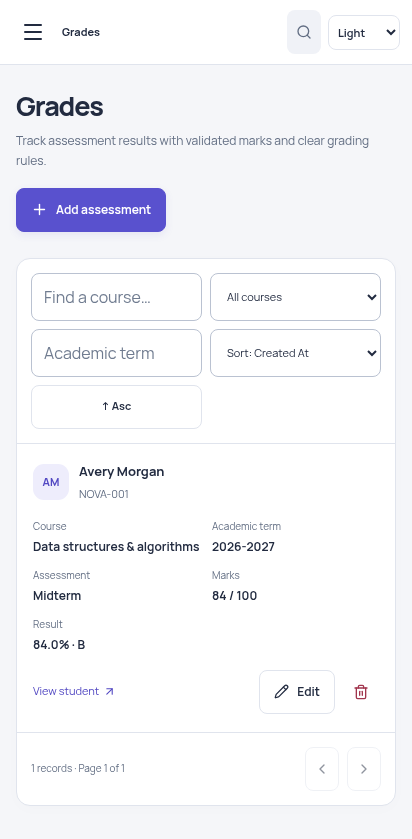 Grades
Light
Grades
Track assessment results with validated marks and clear grading
rules.
+ Add assessment
Find a course...
All courses
Academic term
Sort: Created At
↑ Asc
AM
Avery Morgan
NOVA-001
Course
Academic term
Data structures & algorithms
2026-2027
Assessment
Marks
Midterm
84 / 100
Result
84.0% · B
View student
Edit
1 records · Page 1 of 1